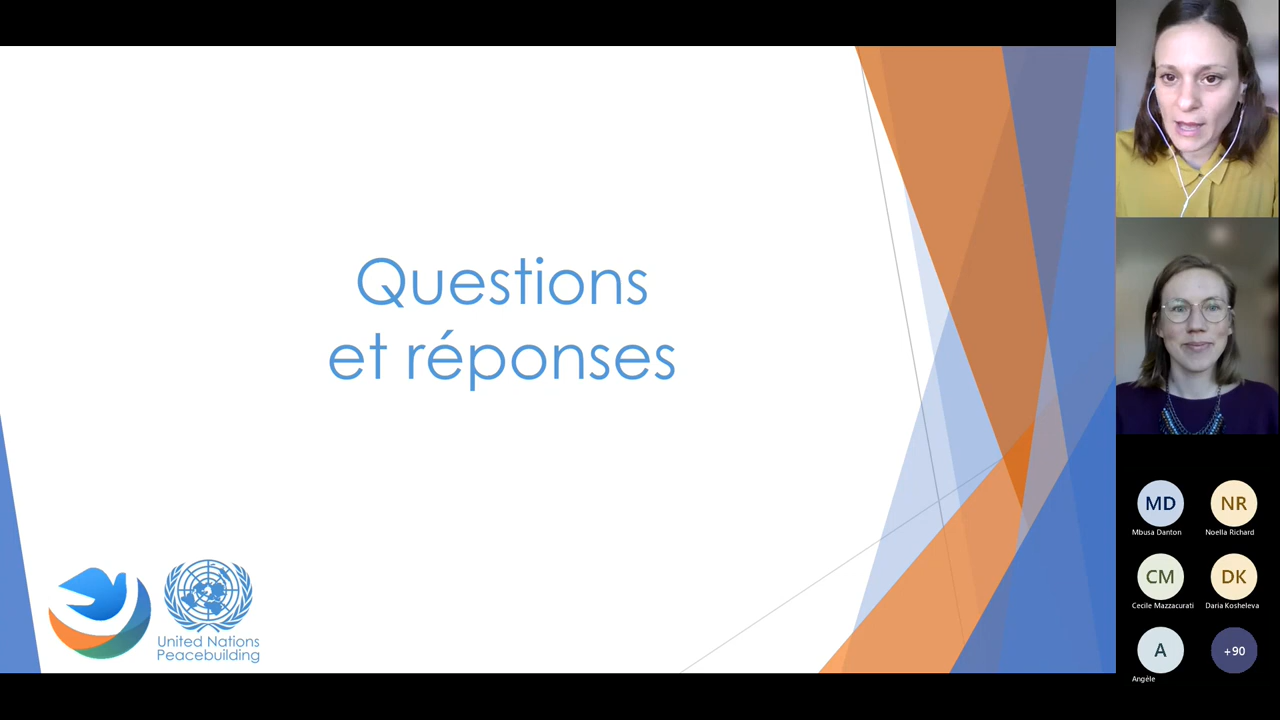 Questions
et réponses
United Nations
Peacebuilding
MD
NR
Mbusa Danton
Noella Richard
CM
DK
Cecile Mazzacurati
Daria Kosheleva
A
+90
Angèle